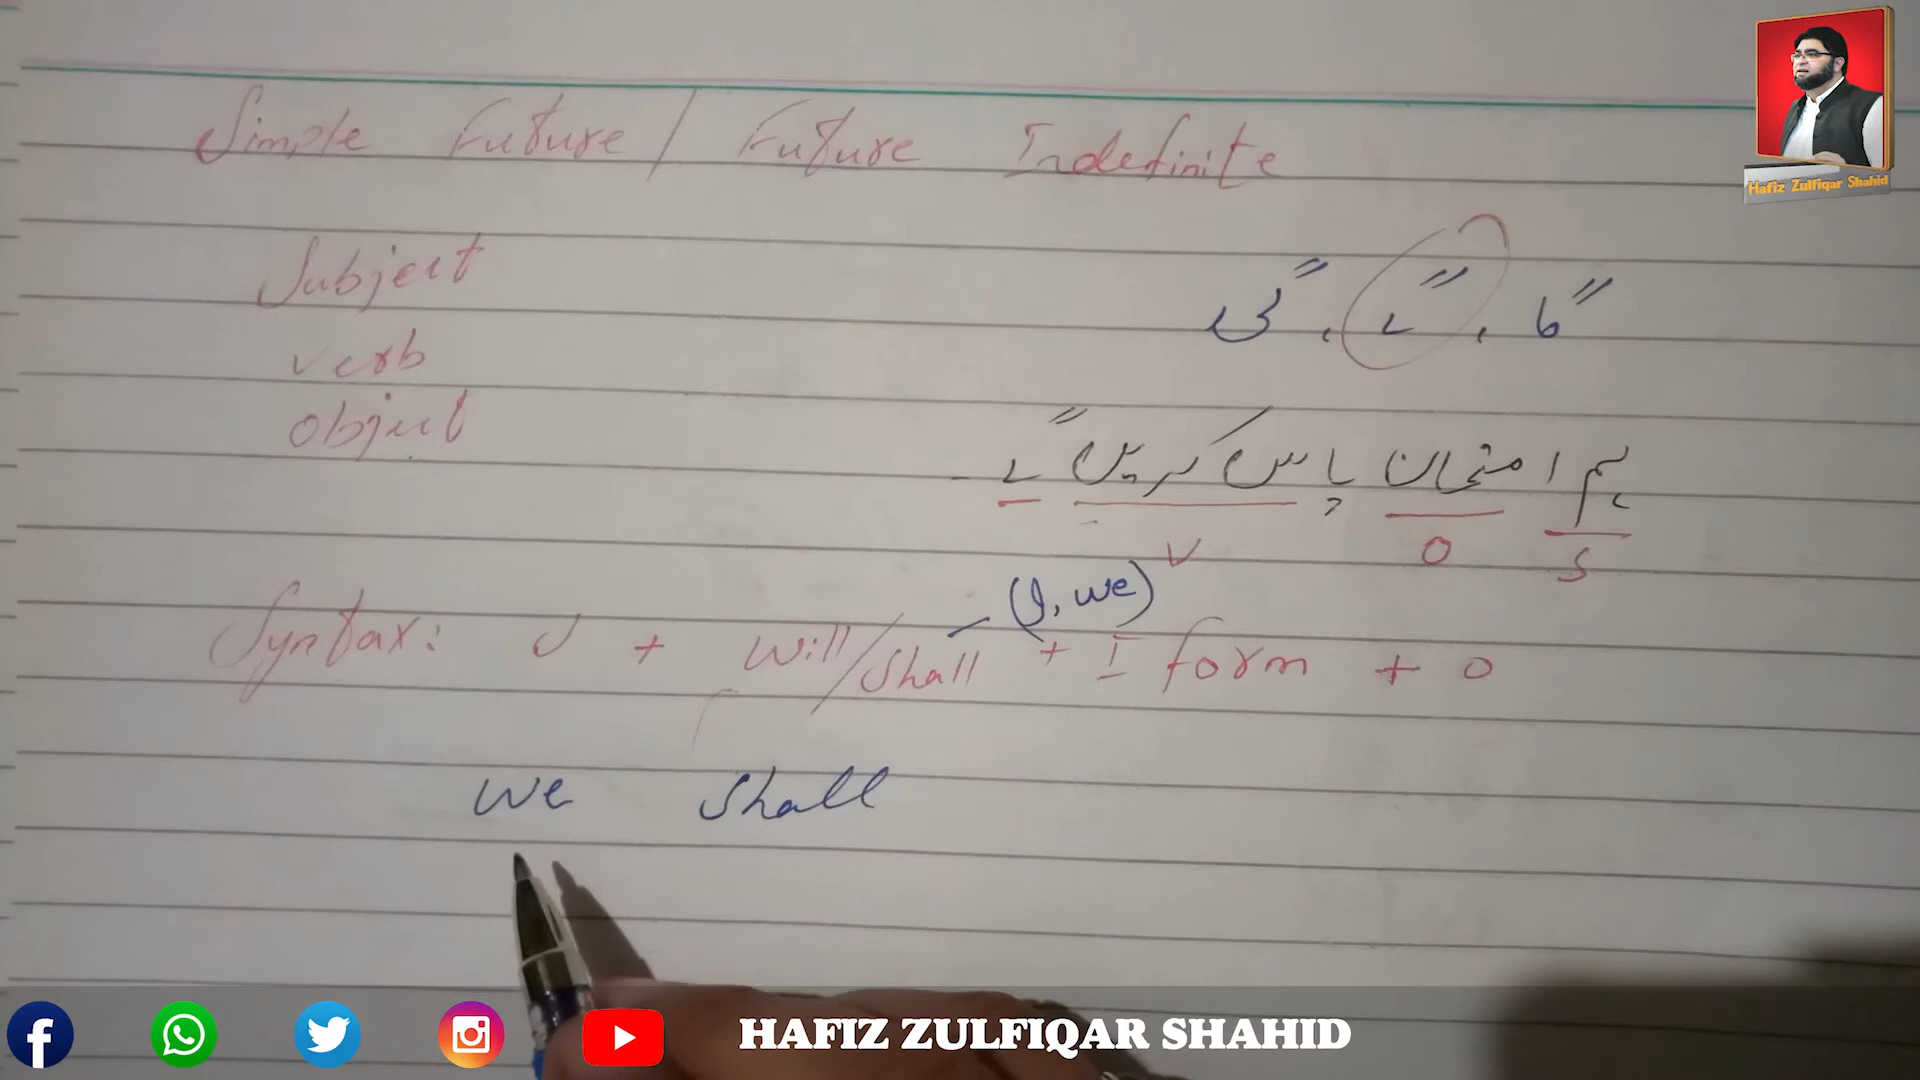 Simple Future / Future Indefinite
Subject
verb
object
گا ، گے ، گی
ہم امتحان پاس کریں گے ۔
V O S
(I, we)
Syntax: S + will/shall + I form + o
We shall
Hafiz Zulfiqar Shahid
HAFIZ ZULFIQAR SHAHID